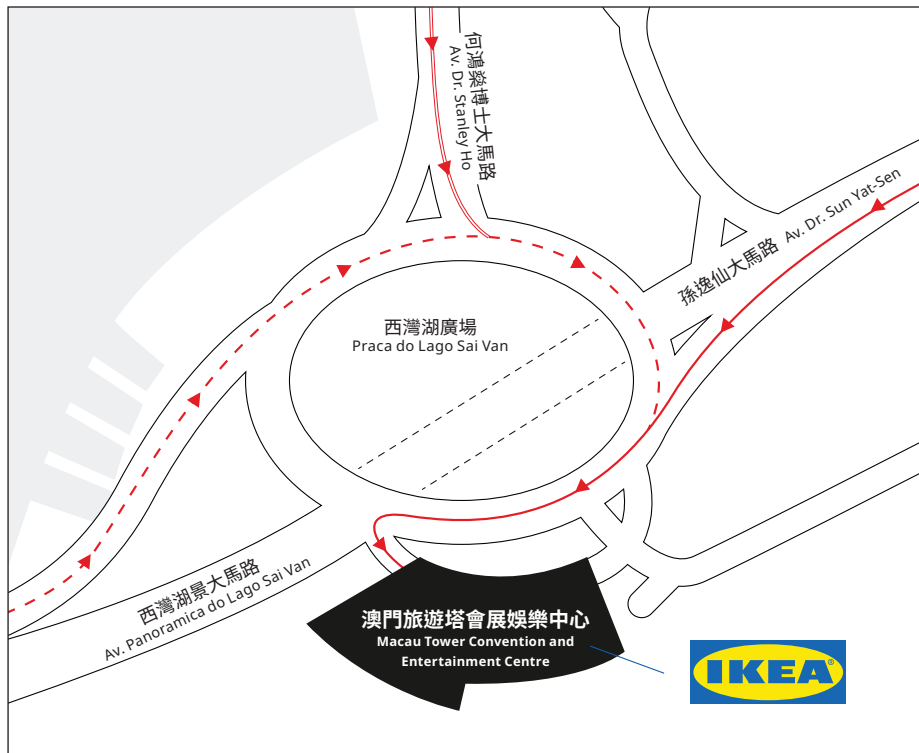 何鴻燊博士大馬路
Av. Dr. Stanley Ho
孫逸仙大馬路 Av. Dr. Sun Yat-Sen
西灣湖廣場
Praca do Lago Sai Van
西灣湖景大馬路
Av. Panoramica do Lago Sai Van
澳門旅遊塔會展娛樂中心
Macau Tower Convention and
Entertainment Centre
IKEA®